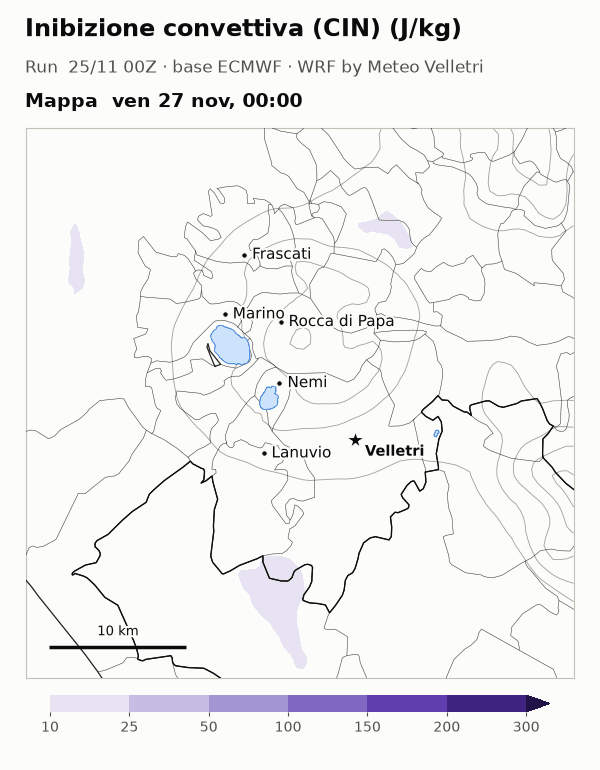 Inibizione convettiva (CIN) (J/kg)
Run  25/11 00Z · base ECMWF · WRF by Meteo Velletri
Mappa  ven 27 nov, 00:00
Frascati
Marino
Rocca di Papa
Nemi
Velletri
Lanuvio
10 km
10 25 50 100 150 200 300